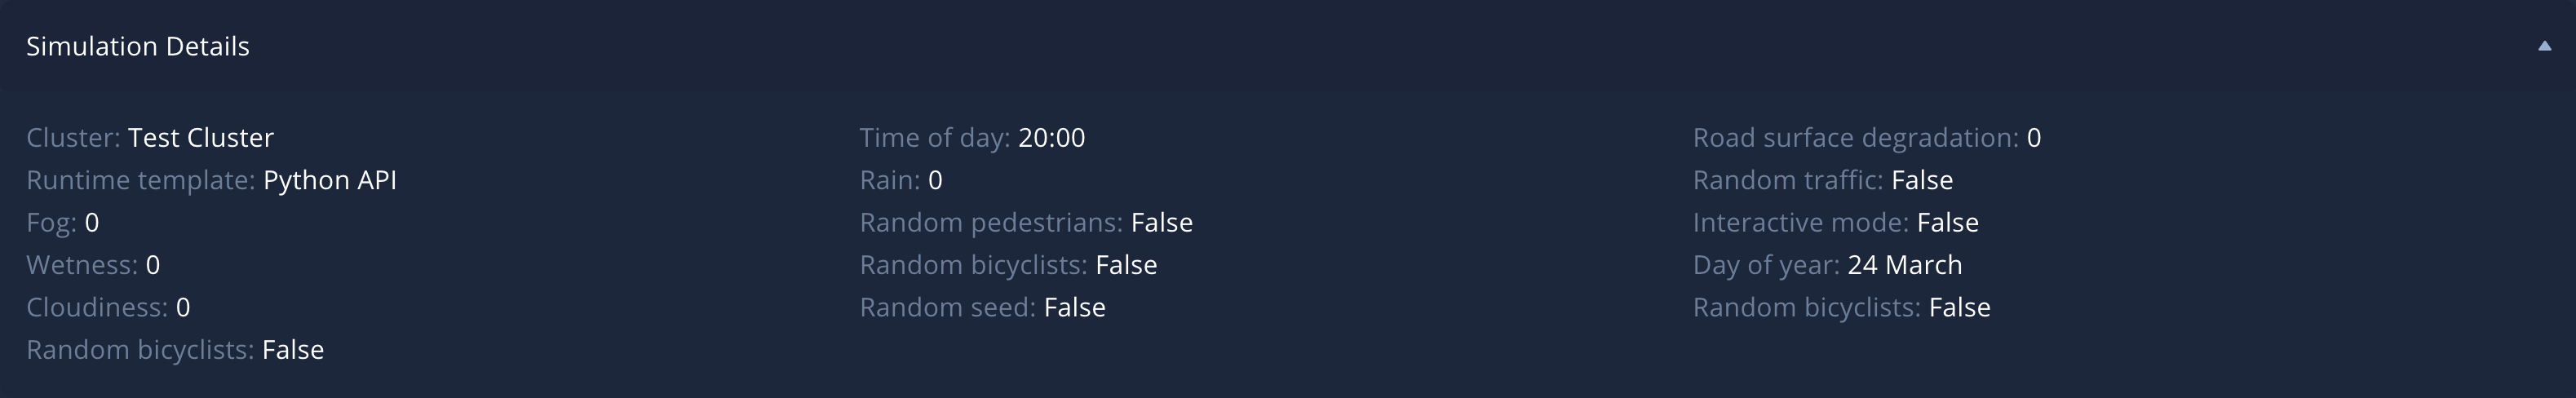 Simulation Details
Cluster: Test Cluster
Runtime template: Python API
Fog: 0
Wetness: 0
Cloudiness: 0
Random bicyclists: False
Time of day: 20:00
Rain: 0
Random pedestrians: False
Random bicyclists: False
Random seed: False
Road surface degradation: 0
Random traffic: False
Interactive mode: False
Day of year: 24 March
Random bicyclists: False